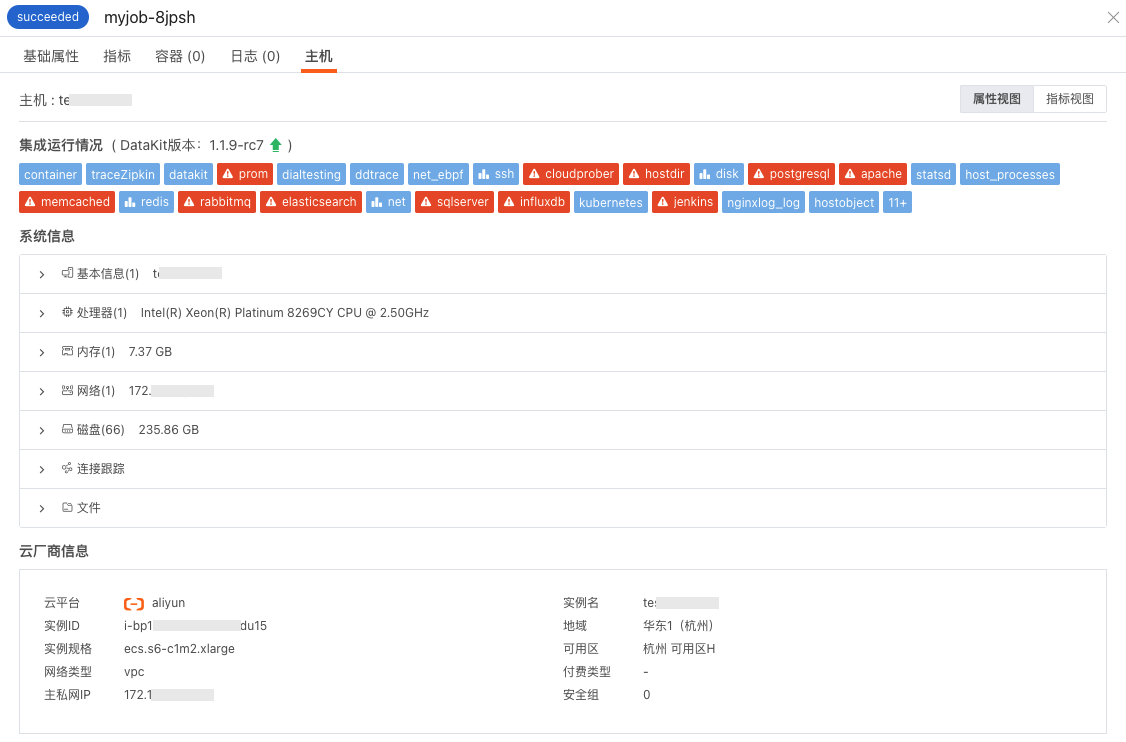 succeeded myjob-8jpsh
基础属性 指标 容器 (0) 日志 (0) 主机
主机 : te
属性视图 指标视图
集成运行情况 ( DataKit版本：1.1.9-rc7 )
container traceZipkin datakit prom dialtesting ddtrace net_ebpf ssh cloudprober hostdir disk postgresql apache statsd host_processes
memcached redis rabbitmq elasticsearch net sqlserver influxdb kubernetes jenkins nginxlog_log hostobject 11+
系统信息
基本信息(1) te
处理器(1) Intel(R) Xeon(R) Platinum 8269CY CPU @ 2.50GHz
内存(1) 7.37 GB
网络(1) 172.
磁盘(66) 235.86 GB
连接跟踪
文件
云厂商信息
云平台 aliyun 实例名 tes
实例ID i-bp1 du15 地域 华东1（杭州）
实例规格 ecs.s6-c1m2.xlarge 可用区 杭州 可用区H
网络类型 vpc 付费类型 -
主私网IP 172.1 安全组 0